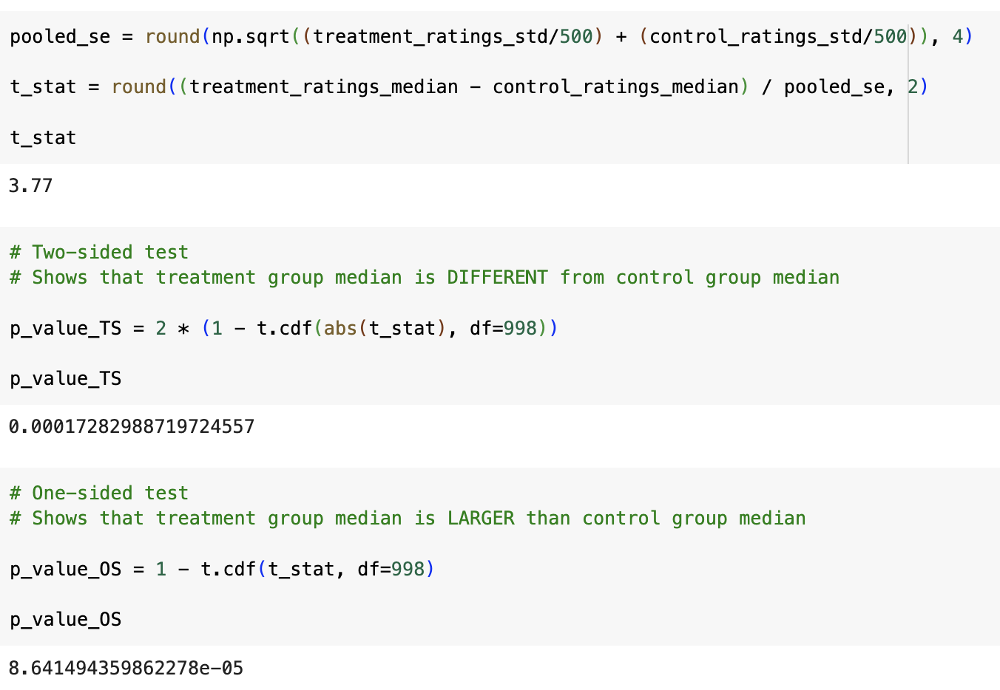 pooled_se = round(np.sqrt((treatment_ratings_std/500) + (control_ratings_std/500)), 4)
t_stat = round((treatment_ratings_median − control_ratings_median) / pooled_se, 2)
t_stat
3.77
# Two-sided test
# Shows that treatment group median is DIFFERENT from control group median
p_value_TS = 2 * (1 − t.cdf(abs(t_stat), df=998))
p_value_TS
0.00017282988719724557
# One-sided test
# Shows that treatment group median is LARGER than control group median
p_value_OS = 1 − t.cdf(t_stat, df=998)
p_value_OS
8.641494359862278e-05